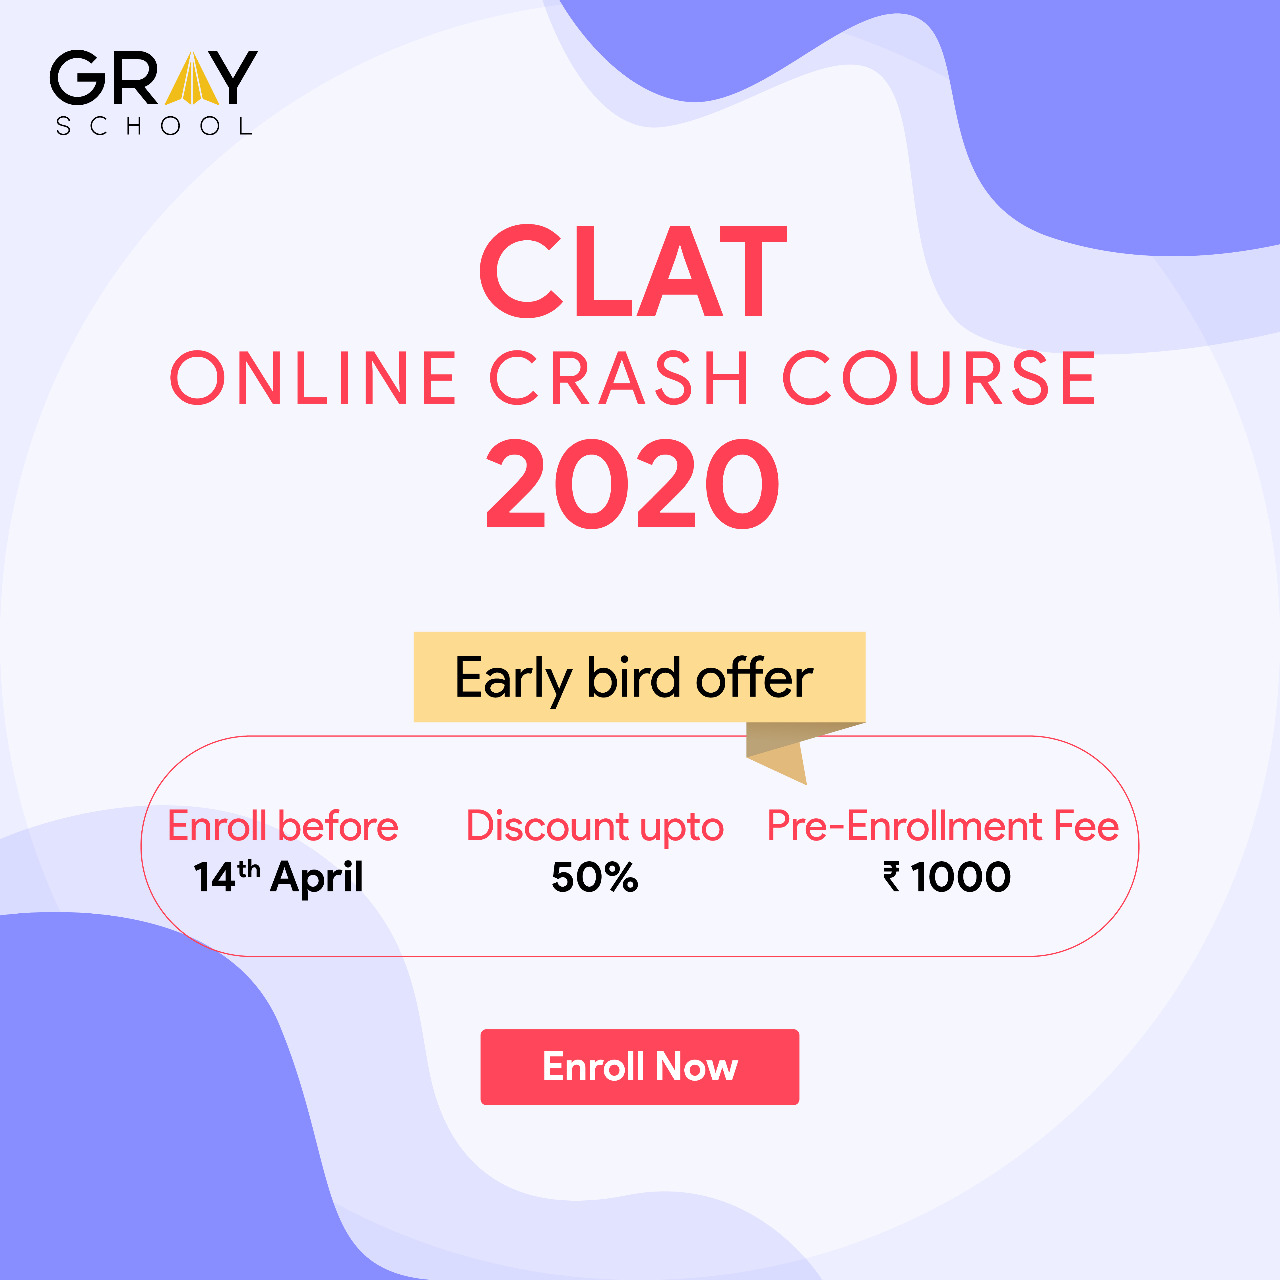 GRAY
SCHOOL
CLAT
ONLINE CRASH COURSE
2020
Early bird offer
Enroll before
14th April
Discount upto
50%
Pre-Enrollment Fee
₹ 1000
Enroll Now